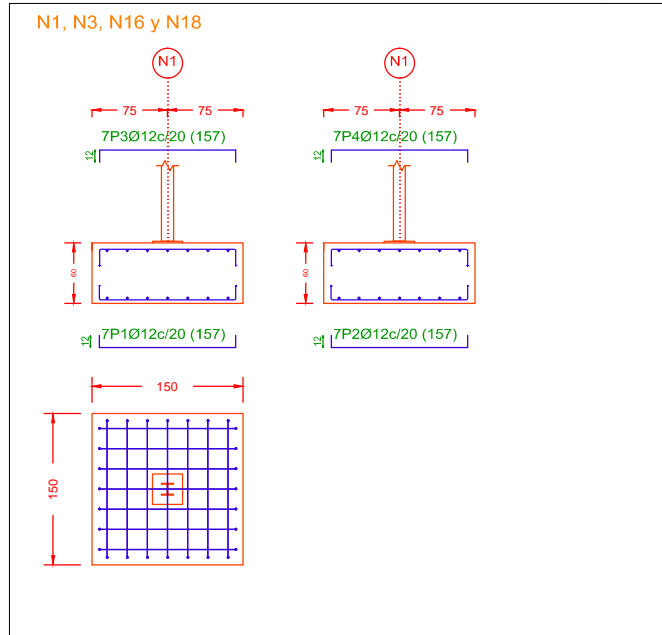 N1, N3, N16 y N18
N1
N1
75 75
75 75
7P3Ø12c/20 (157)
7P4Ø12c/20 (157)
12
12
60
60
7P1Ø12c/20 (157)
7P2Ø12c/20 (157)
12
12
150
150